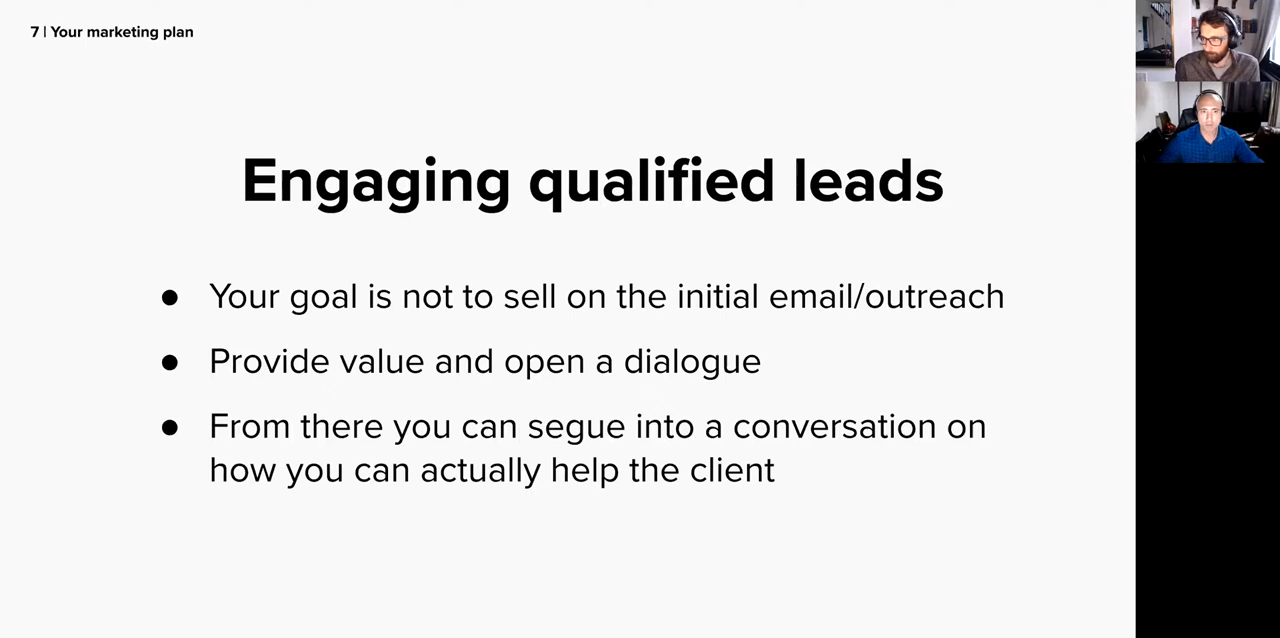 7 | Your marketing plan
Engaging qualified leads
● Your goal is not to sell on the initial email/outreach
● Provide value and open a dialogue
● From there you can segue into a conversation on
how you can actually help the client